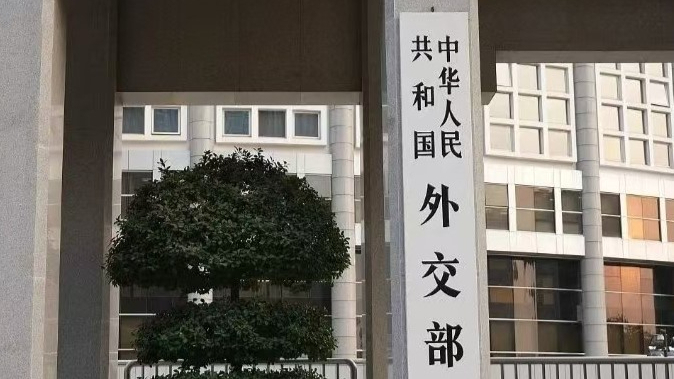 中华人民
共和国
外交部